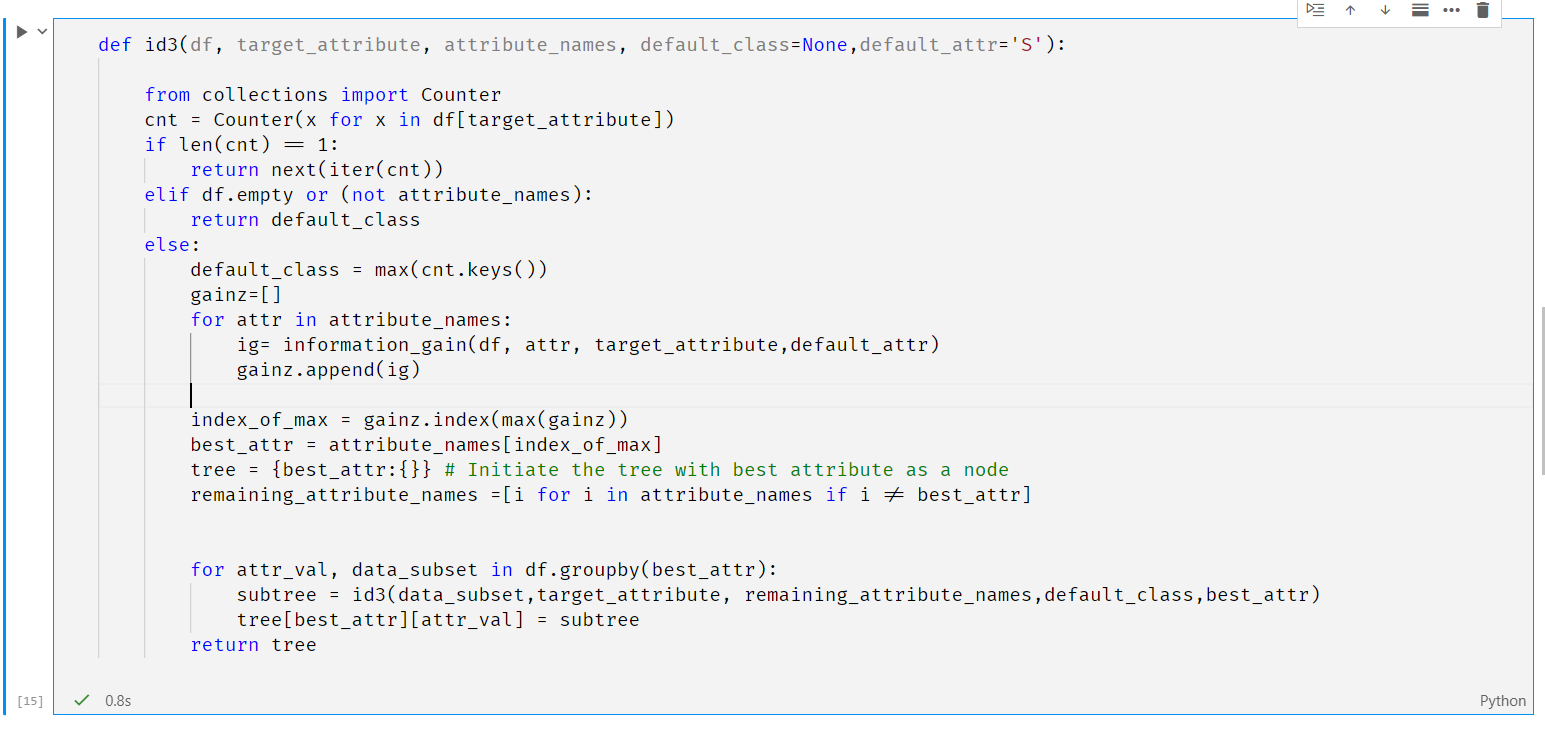 def id3(df, target_attribute, attribute_names, default_class=None,default_attr='S'):
from collections import Counter
cnt = Counter(x for x in df[target_attribute])
if len(cnt) == 1:
return next(iter(cnt))
elif df.empty or (not attribute_names):
return default_class
else:
default_class = max(cnt.keys())
gainz=[]
for attr in attribute_names:
ig= information_gain(df, attr, target_attribute,default_attr)
gainz.append(ig)
index_of_max = gainz.index(max(gainz))
best_attr = attribute_names[index_of_max]
tree = {best_attr:{}} # Initiate the tree with best attribute as a node
remaining_attribute_names =[i for i in attribute_names if i != best_attr]
for attr_val, data_subset in df.groupby(best_attr):
subtree = id3(data_subset,target_attribute, remaining_attribute_names,default_class,best_attr)
tree[best_attr][attr_val] = subtree
return tree
[15] 0.8s Python